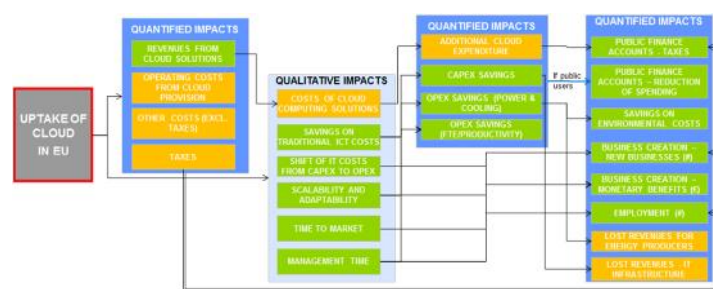 UPTAKE OF
CLOUD
IN EU
QUANTIFIED IMPACTS
REVENUES FROM
CLOUD SOLUTIONS
OPERATING COSTS
FROM CLOUD
PROVISION
OTHER COSTS (EXCL.
TAXES)
TAXES
QUALITATIVE IMPACTS
COSTS OF CLOUD
COMPUTING SOLUTIONS
SAVINGS ON
TRADITIONAL ICT COSTS
SHIFT OF IT COSTS
FROM CAPEX TO OPEX
SCALABILITY AND
ADAPTABILITY
TIME TO MARKET
MANAGEMENT TIME
QUANTIFIED IMPACTS
ADDITIONAL CLOUD
EXPENDITURE
CAPEX SAVINGS
OPEX SAVINGS (POWER &
COOLING)
OPEX SAVINGS
(FTE/PRODUCTIVITY)
If public
users
QUANTIFIED IMPACTS
PUBLIC FINANCE
ACCOUNTS - TAXES
PUBLIC FINANCE
ACCOUNTS – REDUCTION
OF SPENDING
SAVING ON
ENVIRONMENTAL COSTS
BUSINESS CREATION –
NEW BUSINESSES (#)
BUSINESS CREATION –
MONETARY BENEFITS (€)
EMPLOYMENT (#)
LOST REVENUES FOR
ENERGY PRODUCERS
LOST REVENUES - IT
INFRASTRUCTURE